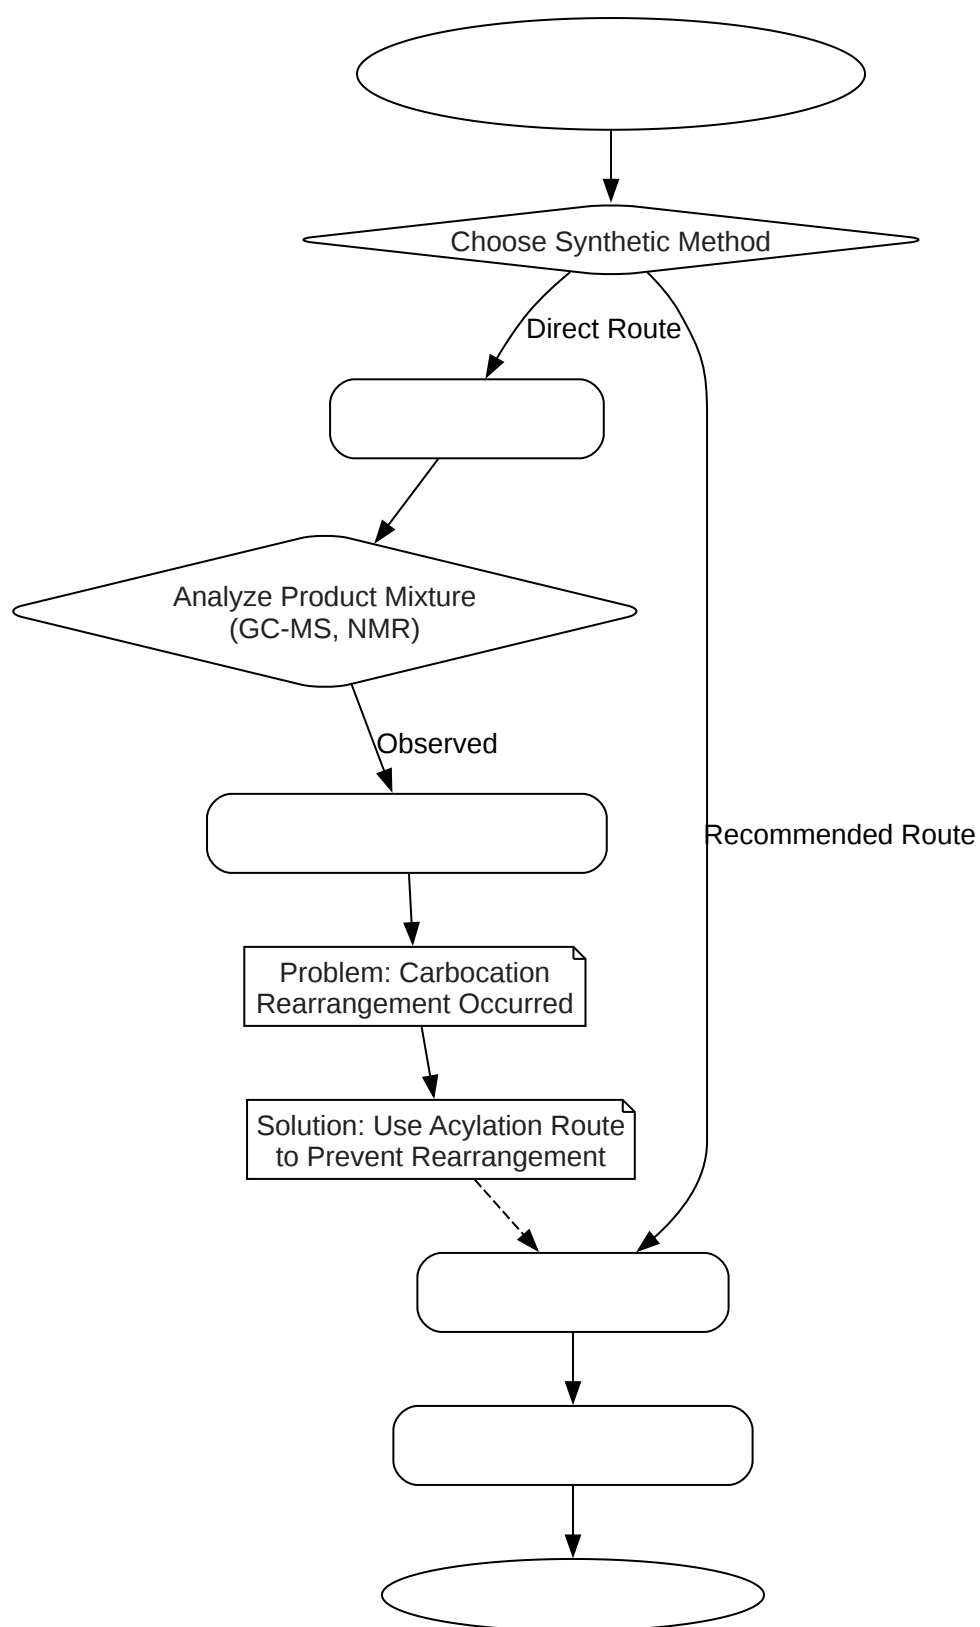 Choose Synthetic Method
Direct Route
Analyze Product Mixture
(GC-MS, NMR)
Observed
Recommended Route
Problem: Carbocation
Rearrangement Occurred
Solution: Use Acylation Route
to Prevent Rearrangement